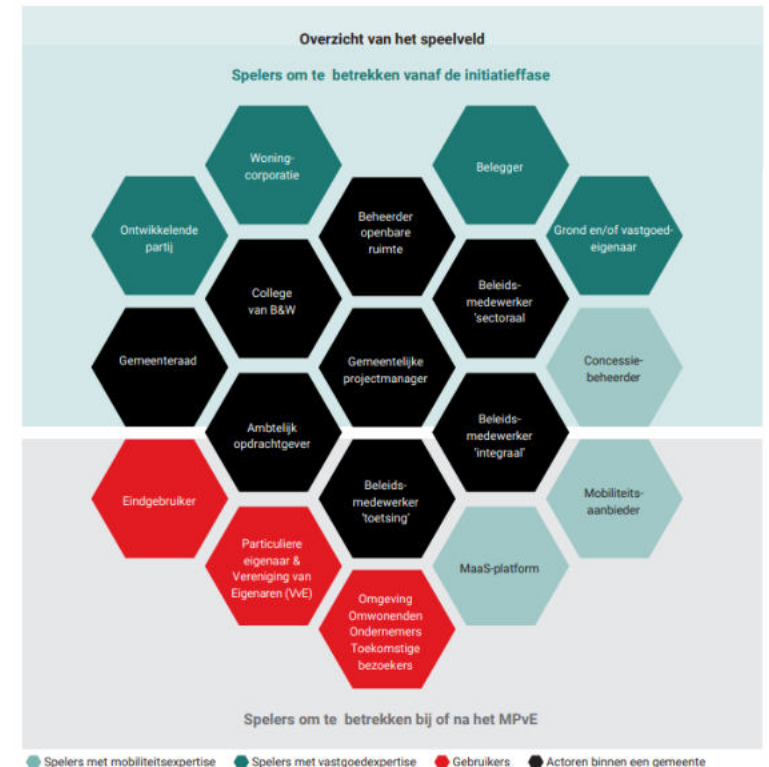 Overzicht van het speelveld
Spelers om te betrekken vanaf de initiatieffase
Woning-
corporatie
Belegger
Ontwikkelende
partij
Beheerder
openbare
ruimte
Grond en/of vastgoed-
eigenaar
College
van B&W
Beleids-
medewerker
'sectoraal
Gemeenteraad
Gemeentelijke
projectmanager
Concessie-
beheerder
Ambtelijk
opdrachtgever
Beleids-
medewerker
'integraal'
Eindgebruiker
Beleids-
medewerker
'toetsing'
Mobiliteits-
aanbieder
Particuliere
eigenaar &
Vereniging van
Eigenaren (VvE)
MaaS-platform
Omgeving
Omwonenden
Ondernemers
Toekomstige
bezoekers
Spelers om te betrekken bij of na het MPvE
Spelers met mobiliteitsexpertise
Spelers met vastgoedexpertise
Gebruikers
Actoren binnen een gemeente